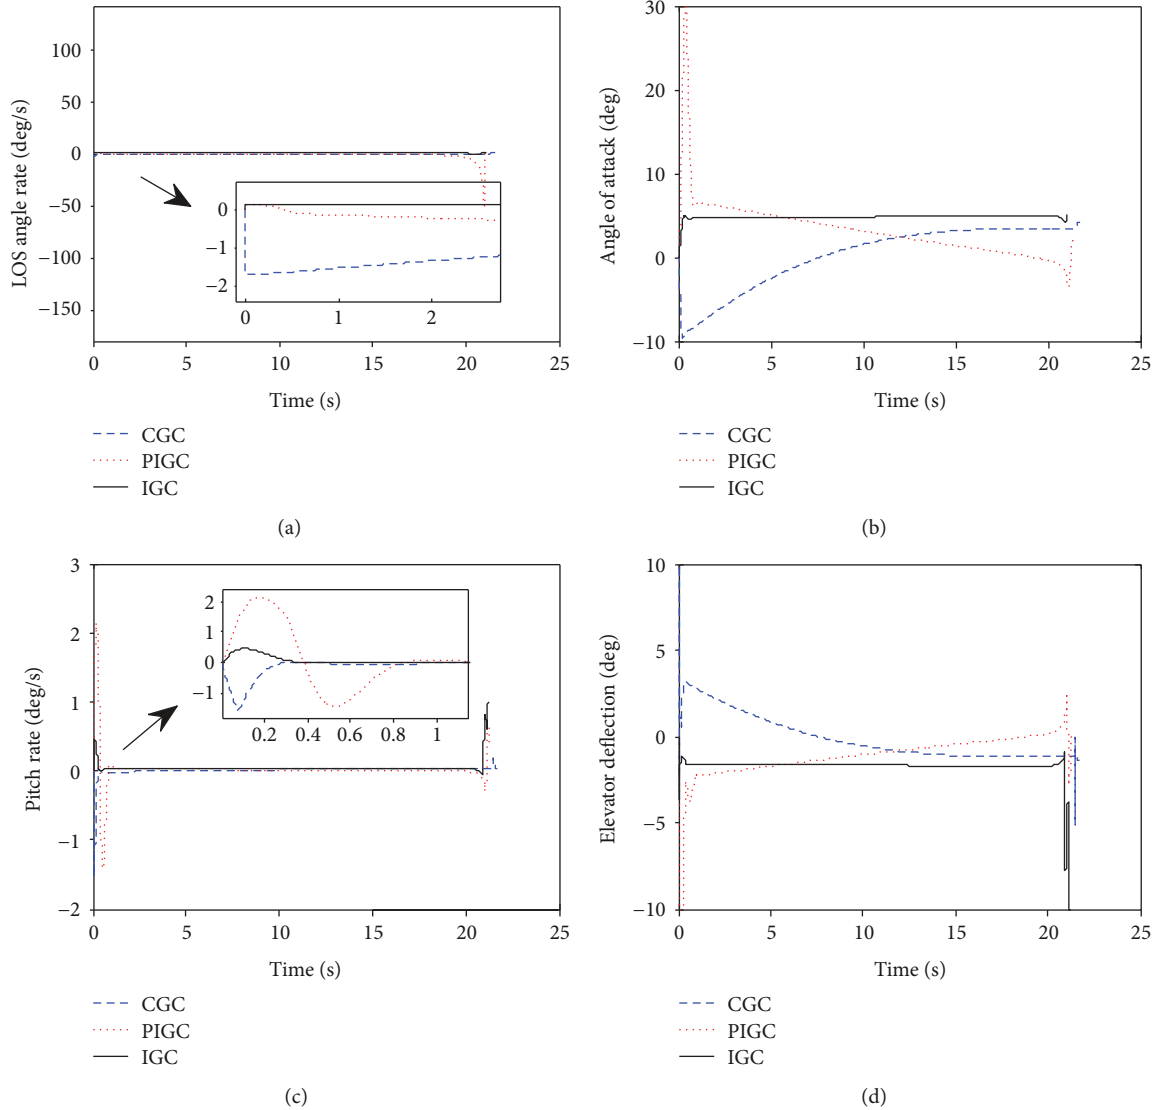 100
50
0
−50
−100
−150
LOS angle rate (deg/s)
0
−1
−2
0 1 2
0 5 10 15 20 25
Time (s)
CGC
PIGC
IGC
(a)
30
20
10
0
−10
Angle of attack (deg)
0 5 10 15 20 25
Time (s)
CGC
PIGC
IGC
(b)
3
2
1
0
−1
−2
Pitch rate (deg/s)
2
1
0
−1
0.2 0.4 0.6 0.8 1
0 5 10 15 20 25
Time (s)
CGC
PIGC
IGC
(c)
10
5
0
−5
−10
Elevator deflection (deg)
0 5 10 15 20 25
Time (s)
CGC
PIGC
IGC
(d)